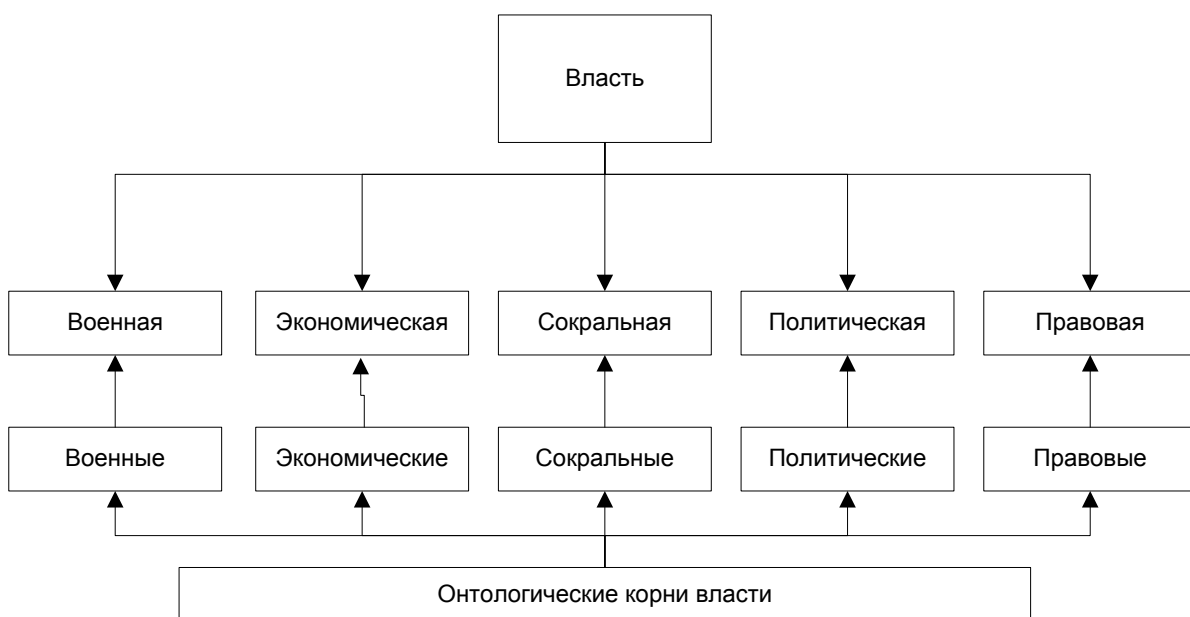 Власть
Военная
Экономическая
Сокральная
Политическая
Правовая
Военные
Экономические
Сокральные
Политические
Правовые
Онтологические корни власти